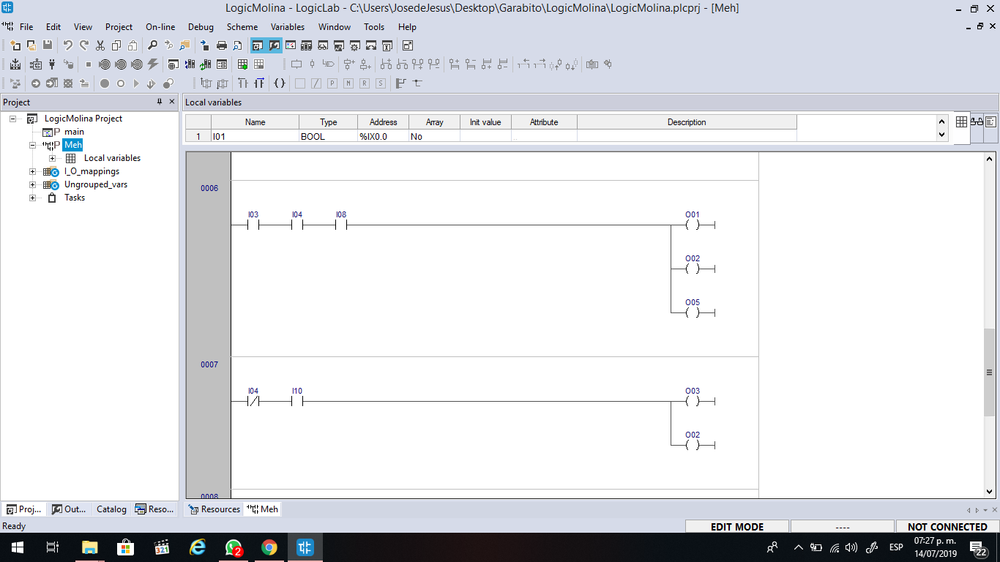 LogicMolina - LogicLab - C:\Users\JosedeJesus\Desktop\Garabito\LogicMolina\LogicMolina.plcprj - [Meh]
File Edit View Project On-line Debug Scheme Variables Window Tools Help
Project
LogicMolina Project
main
Meh
Local variables
I_O_mappings
Ungrouped_vars
Tasks
Local variables
Name Type Address Array Init value Attribute Description
1 I01 BOOL %IX0.0 No ..
0006
I03 I04 I08 O01
O02
O05
0007
I04 I10 O03
O02
0008
Proj... Out... Catalog Reso... Resources Meh
Ready EDIT MODE ---- NOT CONNECTED
321 2 ESP 07:27 p. m.
14/07/2019 22